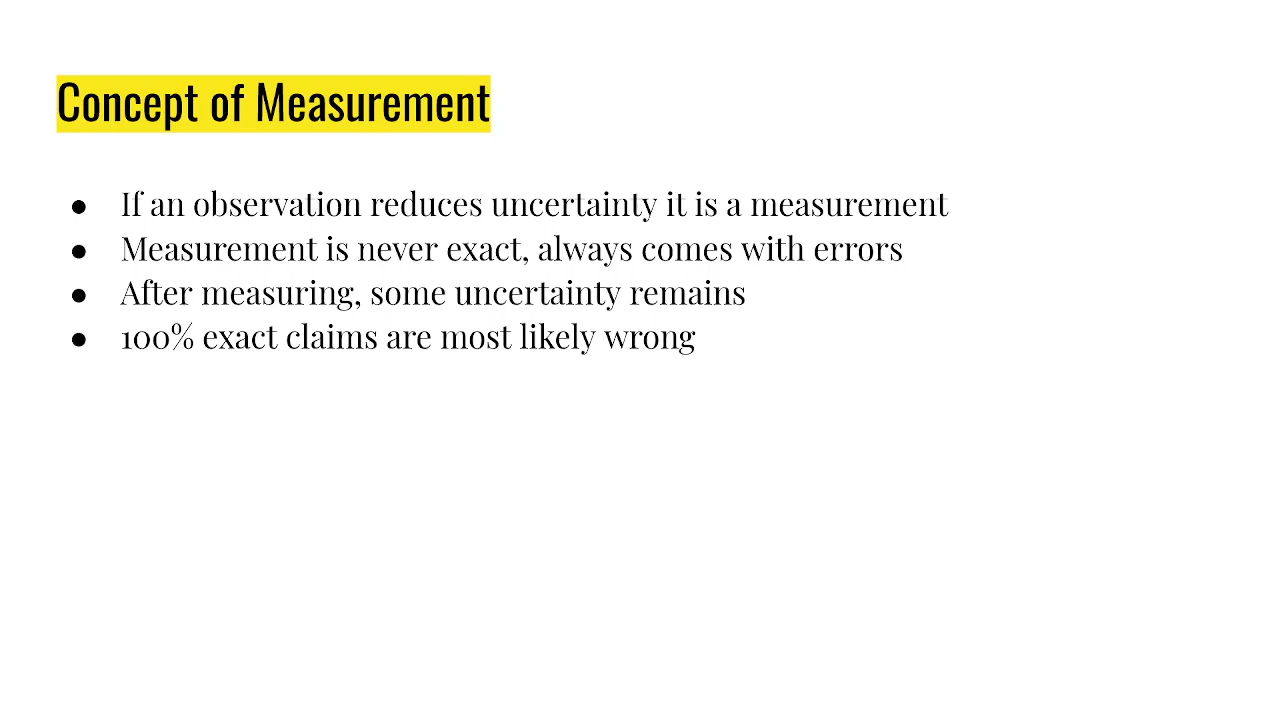 Concept of Measurement
● If an observation reduces uncertainty it is a measurement
● Measurement is never exact, always comes with errors
● After measuring, some uncertainty remains
● 100% exact claims are most likely wrong